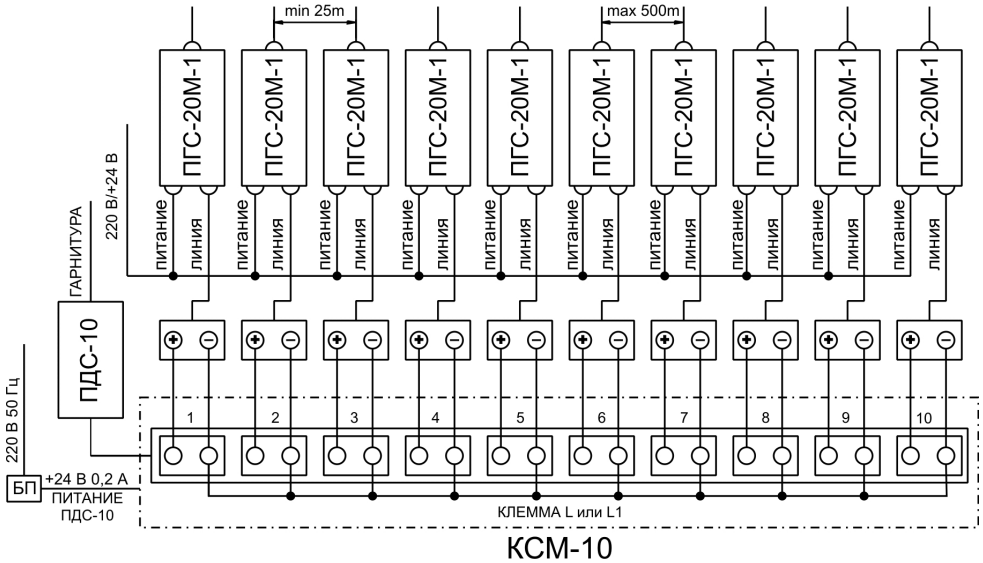 min 25m
max 500m
ПГС-20М-1
ПГС-20М-1
ПГС-20М-1
ПГС-20М-1
ПГС-20М-1
ПГС-20М-1
ПГС-20М-1
ПГС-20М-1
ПГС-20М-1
ПГС-20М-1
220 В/+24 В
питание
линия
питание
линия
питание
линия
питание
линия
питание
линия
питание
линия
питание
линия
питание
линия
питание
линия
питание
линия
ГАРНИТУРА
ПДС-10
+ − + − + − + − + − + − + − + − + − + −
1 2 3 4 5 6 7 8 9 10
220 В 50 Гц
БП
+24 В 0,2 А
ПИТАНИЕ
ПДС-10
КЛЕММА L или L1
КСМ-10